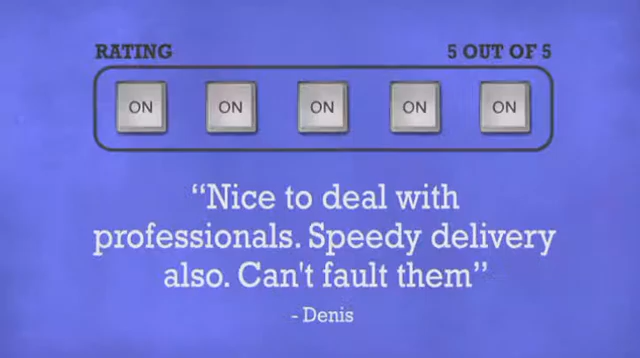 RATING 5 OUT OF 5
ON ON ON ON ON
“Nice to deal with
professionals. Speedy delivery
also. Can't fault them”
- Denis